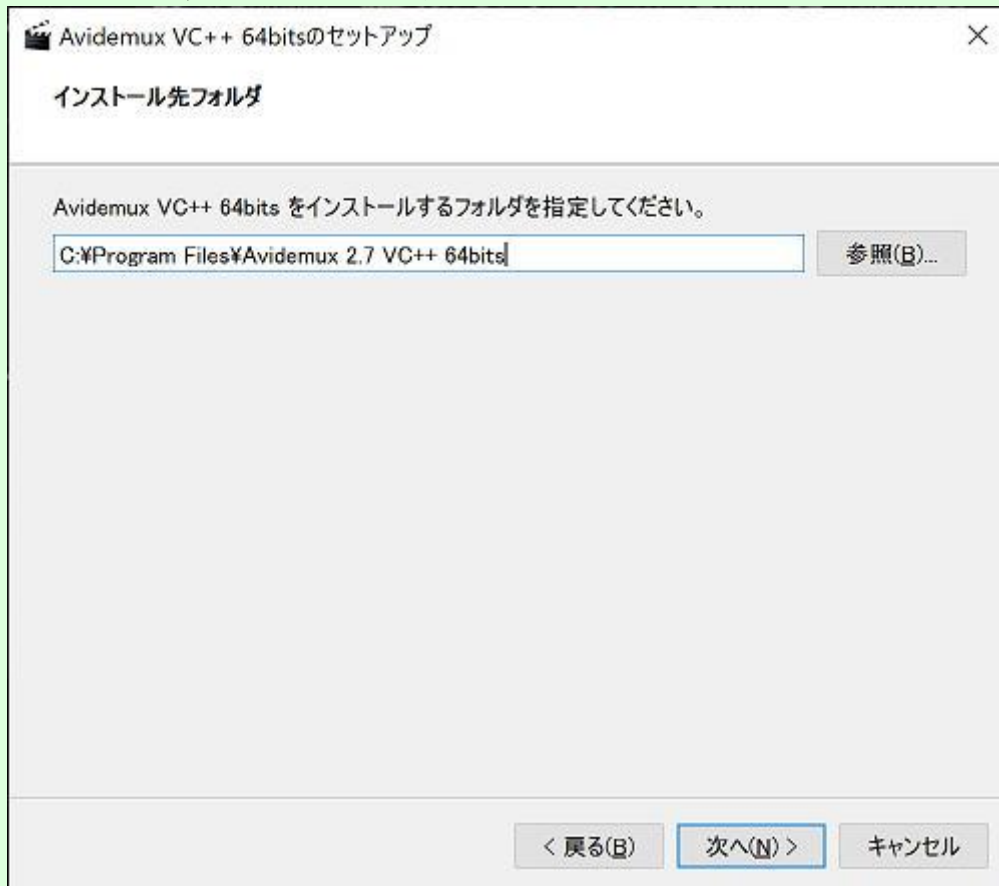 Avidemux VC++ 64bitsのセットアップ
インストール先フォルダ
Avidemux VC++ 64bits をインストールするフォルダを指定してください。
C:¥Program Files¥Avidemux 2.7 VC++ 64bits
参照(B)...
< 戻る(B)
次へ(N) >
キャンセル